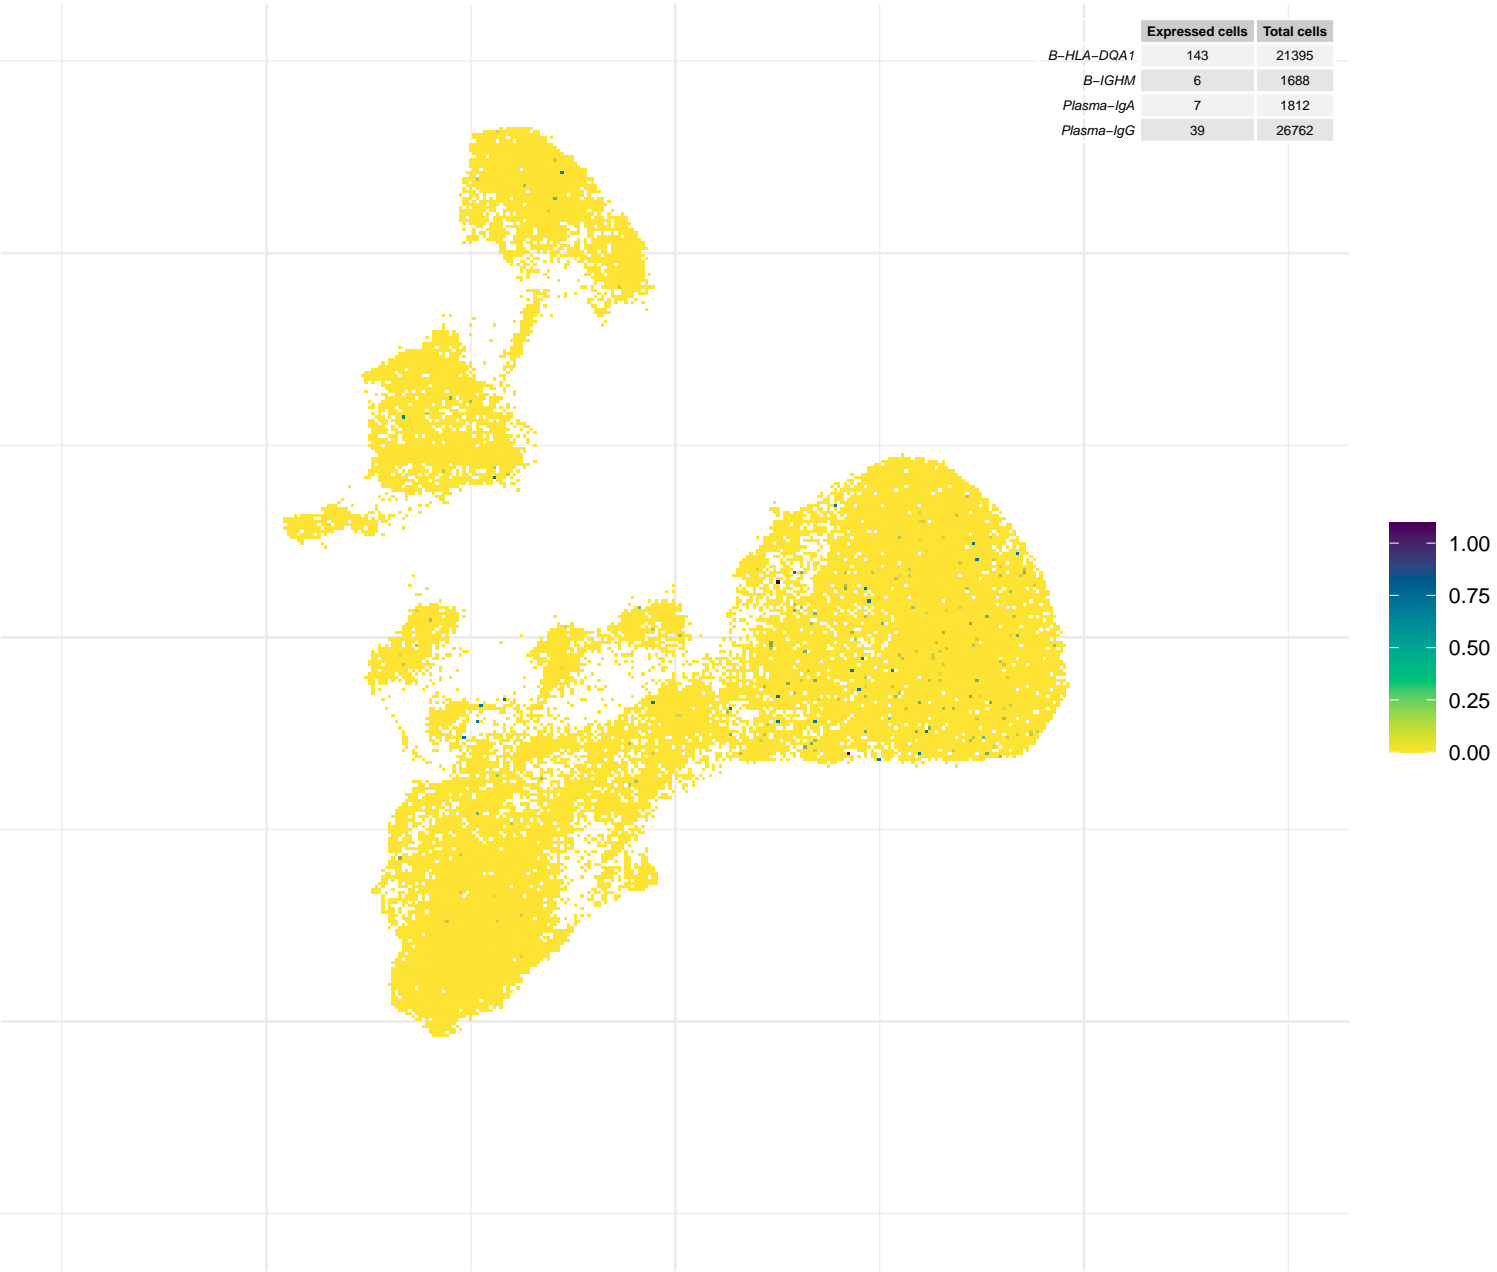 Expressed cells Total cells
B−HLA−DQA1 143 21395
B−IGHM 6 1688
Plasma−IgA 7 1812
Plasma−IgG 39 26762
1.00
0.75
0.50
0.25
0.00